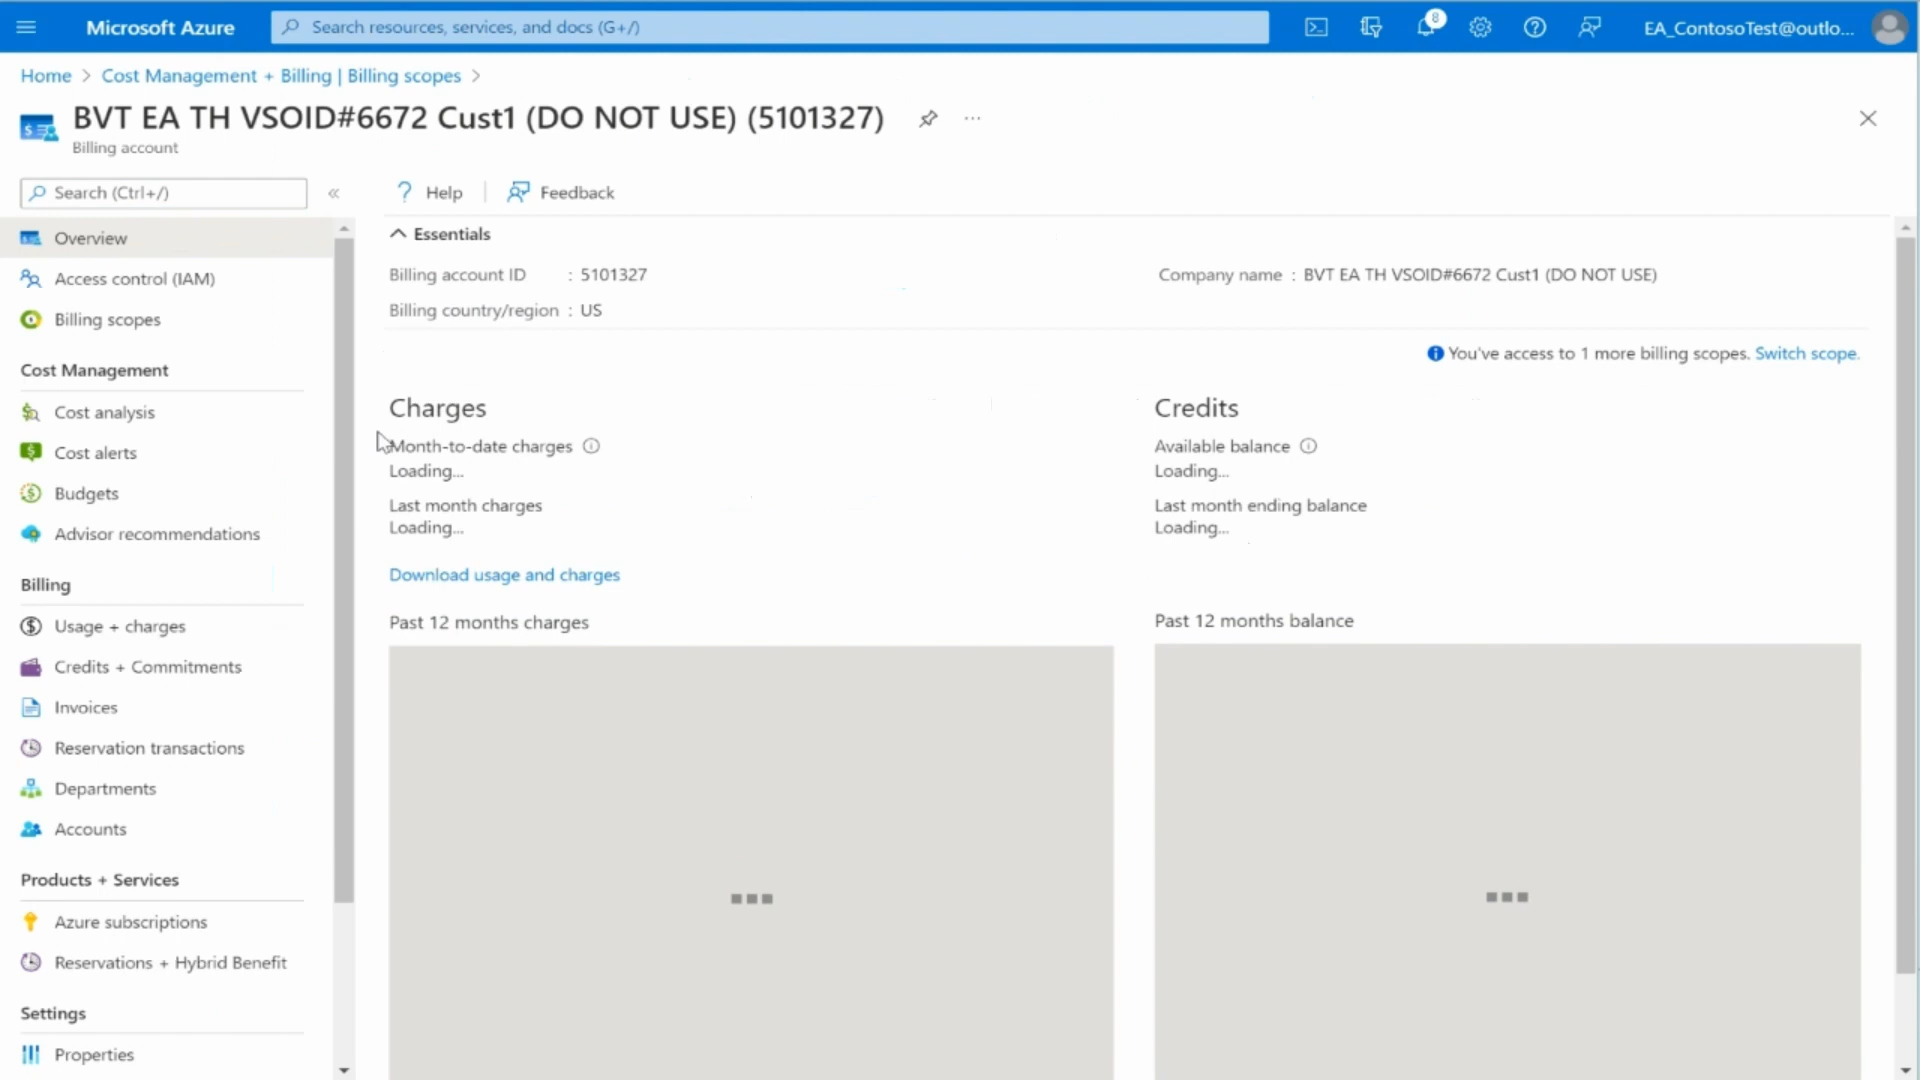 Microsoft Azure
Search resources, services, and docs (G+/)
8
EA_ContosoTest@outlo...
Home > Cost Management + Billing | Billing scopes >
BVT EA TH VSOID#6672 Cust1 (DO NOT USE) (5101327)
Billing account
Search (Ctrl+/)
«
Help
Feedback
Overview
Access control (IAM)
Billing scopes
Cost Management
Cost analysis
Cost alerts
Budgets
Advisor recommendations
Billing
Usage + charges
Credits + Commitments
Invoices
Reservation transactions
Departments
Accounts
Products + Services
Azure subscriptions
Reservations + Hybrid Benefit
Settings
Properties
Essentials
Billing account ID : 5101327
Company name : BVT EA TH VSOID#6672 Cust1 (DO NOT USE)
Billing country/region : US
You've access to 1 more billing scopes. Switch scope.
Charges
Month-to-date charges
Loading...
Last month charges
Loading...
Download usage and charges
Past 12 months charges
Credits
Available balance
Loading...
Last month ending balance
Loading...
Past 12 months balance